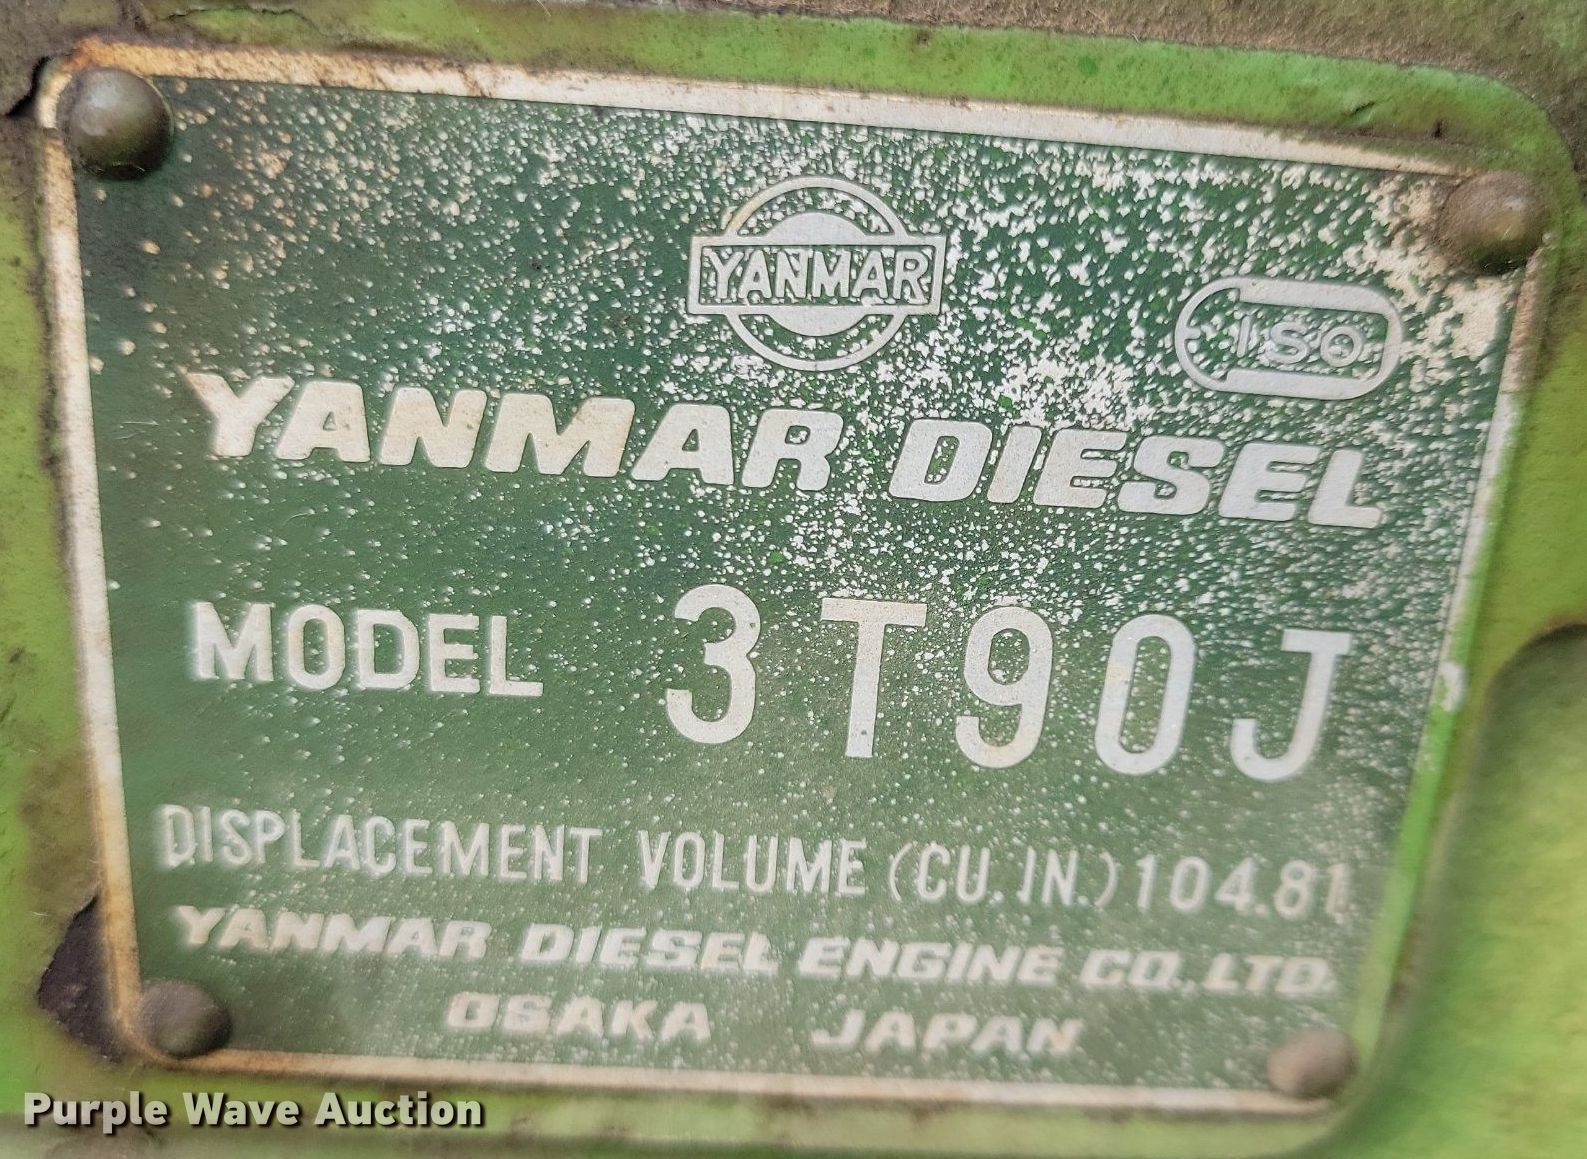 YANMAR
ISO
YANMAR DIESEL
MODEL 3T90J
DISPLACEMENT VOLUME (CU.IN.) 104.81
YANMAR DIESEL ENGINE CO.,LTD.
OSAKA JAPAN
Purple Wave Auction